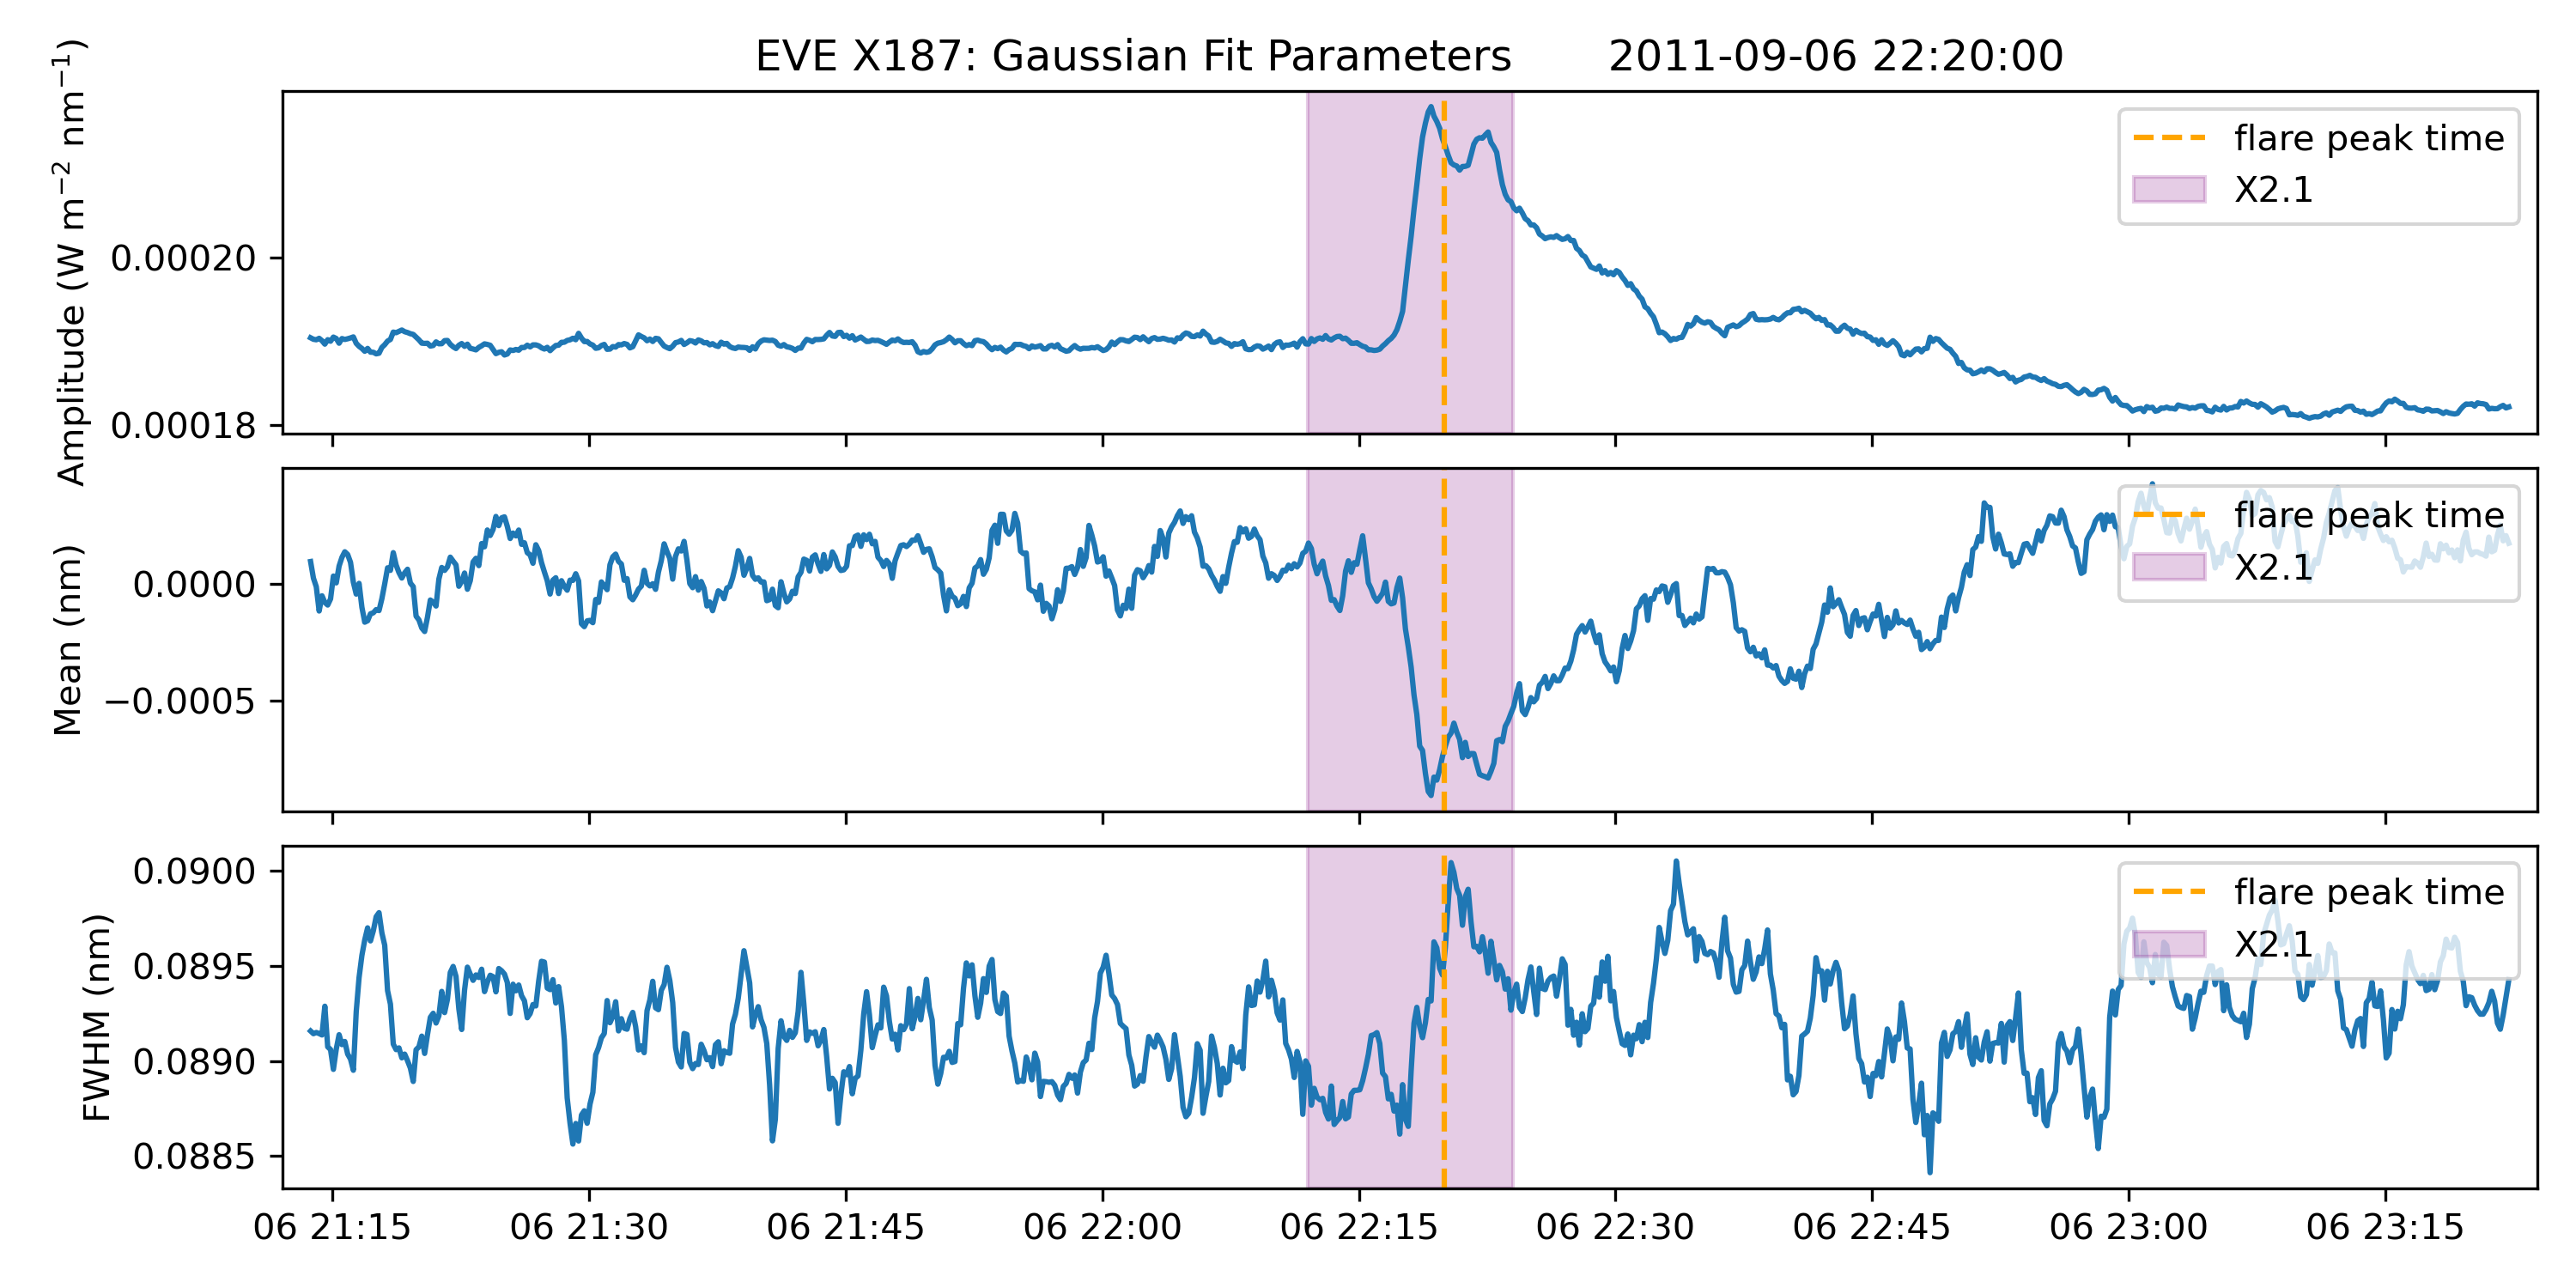 EVE X187: Gaussian Fit Parameters 2011-09-06 22:20:00
Amplitude (W m⁻² nm⁻¹)
0.00020
0.00018
flare peak time
X2.1
Mean (nm)
0.0000
−0.0005
flare peak time
X2.1
FWHM (nm)
0.0900
0.0895
0.0890
0.0885
flare peak time
X2.1
06 21:15 06 21:30 06 21:45 06 22:00 06 22:15 06 22:30 06 22:45 06 23:00 06 23:15